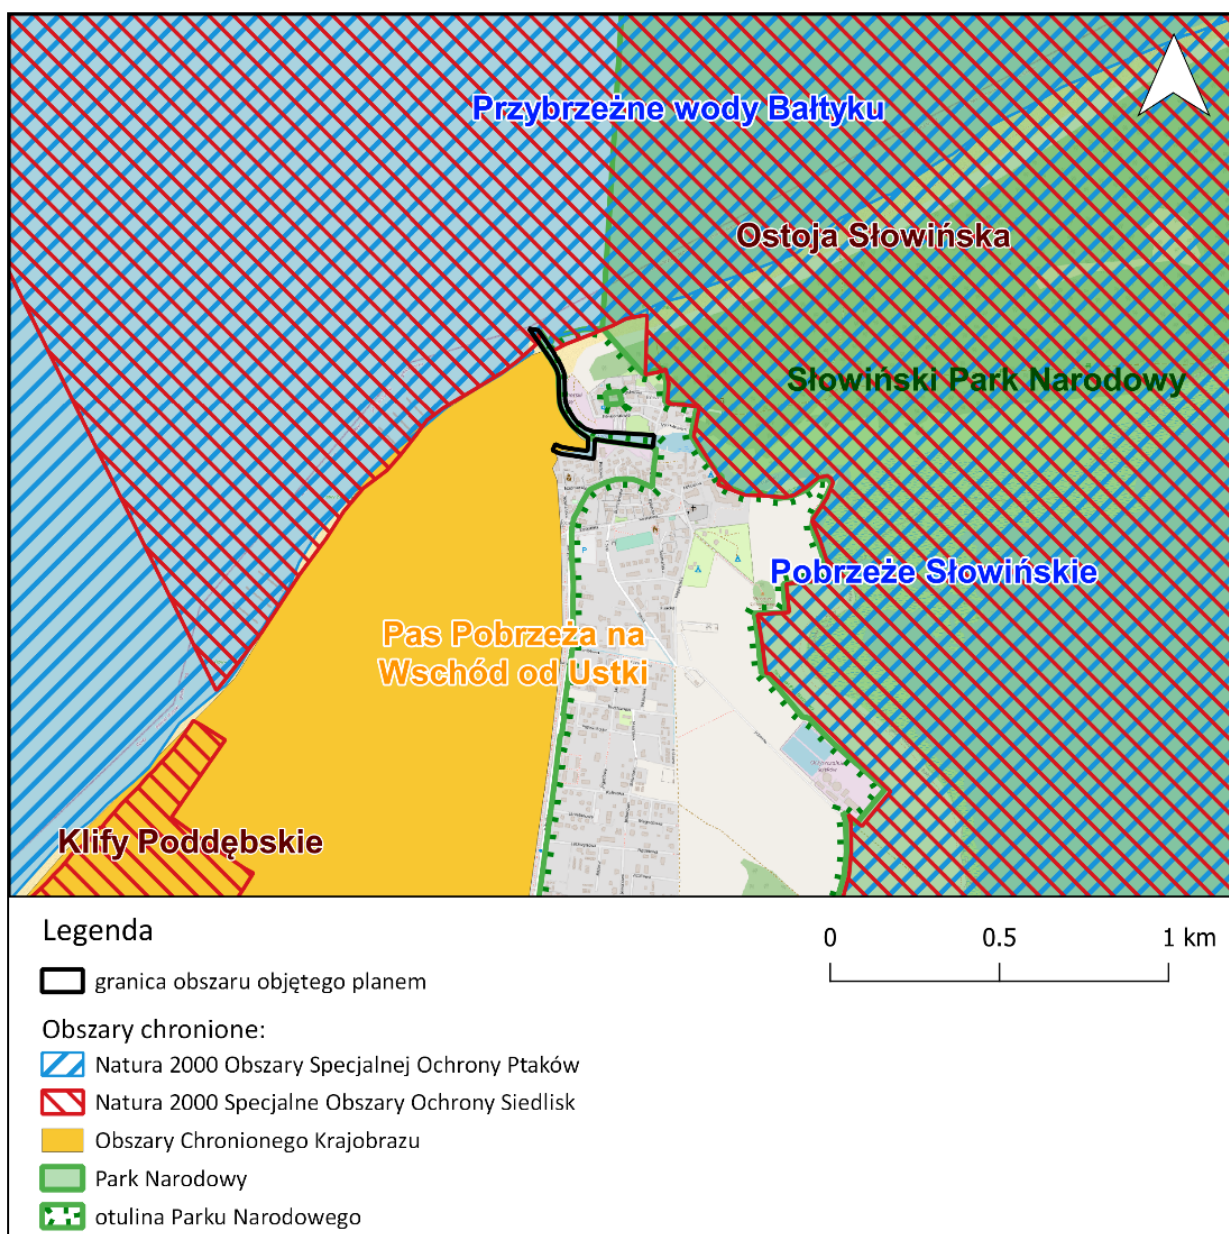 Przybrzeżne wody Bałtyku
Ostoja Słowińska
Słowiński Park Narodowy
Pobrzeże Słowińskie
Pas Pobrzeża na
Wschód od Ustki
Klify Poddębskie
Legenda
0 0.5 1 km
granica obszaru objętego planem
Obszary chronione:
Natura 2000 Obszary Specjalnej Ochrony Ptaków
Natura 2000 Specjalne Obszary Ochrony Siedlisk
Obszary Chronionego Krajobrazu
Park Narodowy
otulina Parku Narodowego